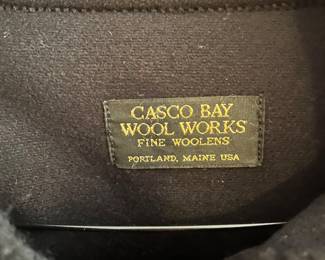 CASCO BAY
WOOL WORKS
FINE WOOLENS
PORTLAND, MAINE USA